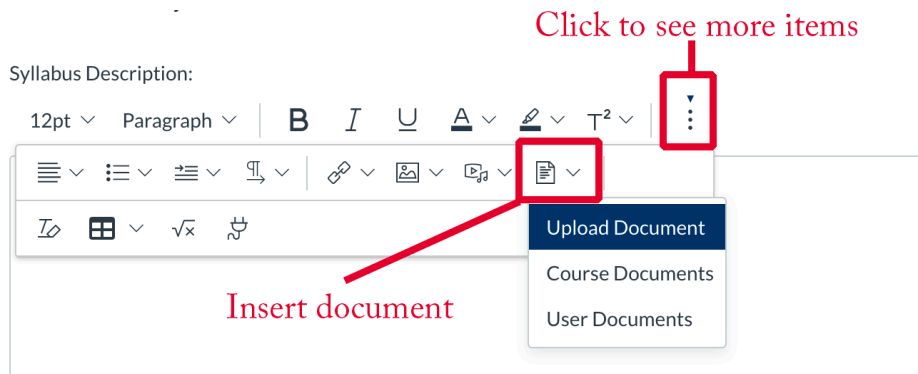 Click to see more items
Syllabus Description:
12pt Paragraph B I U A T²
Insert document
Upload Document
Course Documents
User Documents